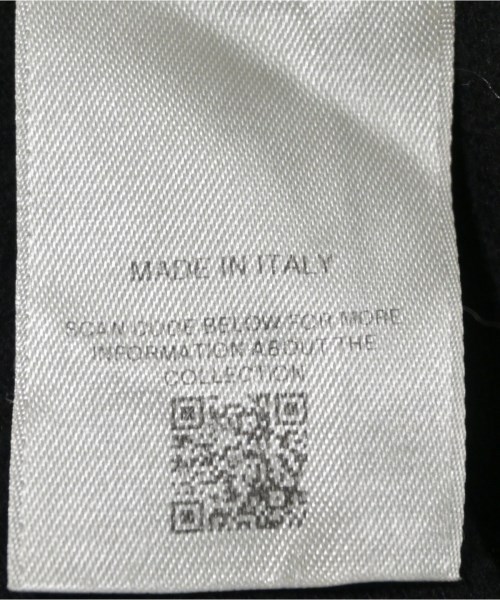 MADE IN ITALY
SCAN CODE BELOW FOR MORE
INFORMATION ABOUT THE
COLLECTION